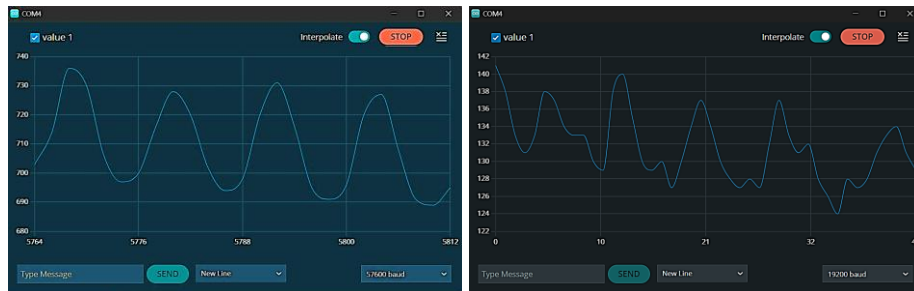 COM4
value 1
Interpolate
STOP
740
730
720
710
700
690
680
5764
5776
5788
5800
5812
Type Message
SEND
New Line
57600 baud
COM4
value 1
Interpolate
STOP
142
140
138
136
134
132
130
128
126
124
122
0
10
21
32
Type Message
SEND
New Line
19200 baud